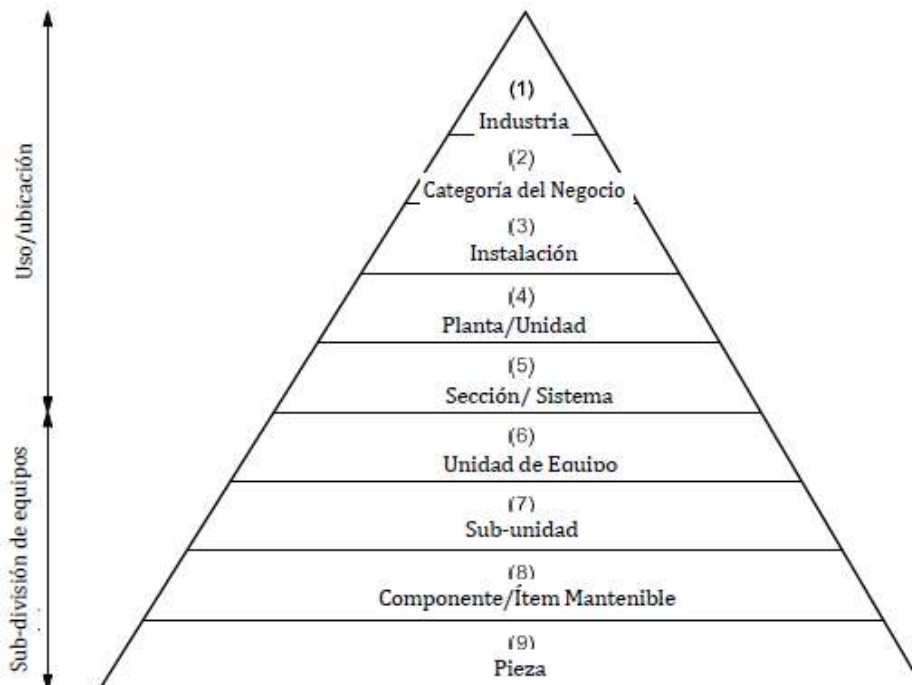 Uso/ubicación
Sub-división de equipos
(1)
Industria
(2)
Categoría del Negocio
(3)
Instalación
(4)
Planta/Unidad
(5)
Sección/ Sistema
(6)
Unidad de Equipo
(7)
Sub-unidad
(8)
Componente/Ítem Mantenible
(9)
Pieza